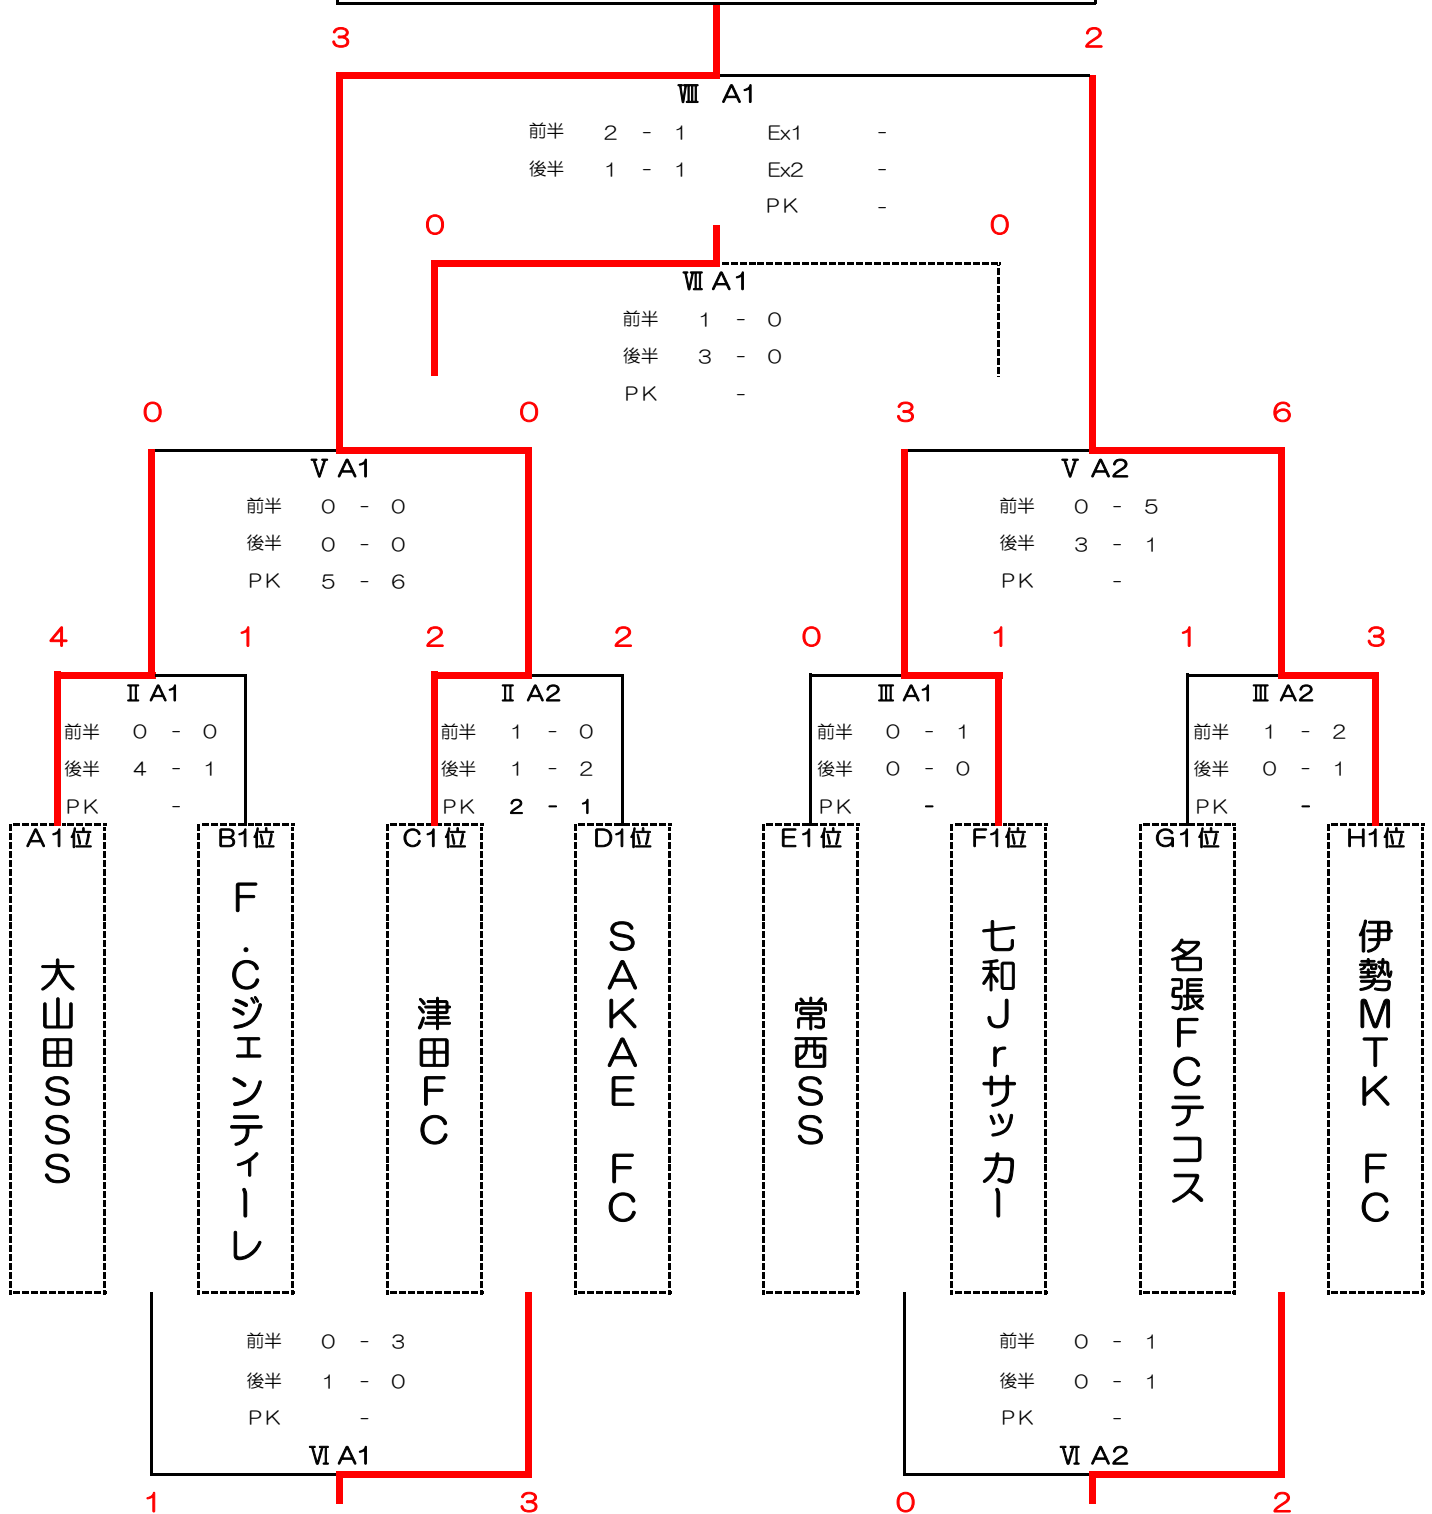 3 2
Ⅷ A1
前半 2 - 1 Ex1 -
後半 1 - 1 Ex2 -
PK -
0 0
Ⅶ A1
前半 1 - 0
後半 3 - 0
PK -
0 0 3 6
Ⅴ A1 Ⅴ A2
前半 0 - 0 前半 0 - 5
後半 0 - 0 後半 3 - 1
PK 5 - 6 PK -
4 1 2 2 0 1 1 3
Ⅱ A1 Ⅱ A2 Ⅲ A1 Ⅲ A2
前半 0 - 0 前半 1 - 0 前半 0 - 1 前半 1 - 2
後半 4 - 1 後半 1 - 2 後半 0 - 0 後半 0 - 1
PK - PK 2 - 1 PK - PK -
A1位 B1位 C1位 D1位 E1位 F1位 G1位 H1位
大山田SSS
F.Cジェンティーレ
津田FC
SAKAE FC
常西SS
七和Jrサッカー
名張FCテコス
伊勢MTK FC
前半 0 - 3 前半 0 - 1
後半 1 - 0 後半 0 - 1
PK - PK -
Ⅵ A1 Ⅵ A2
1 3 0 2